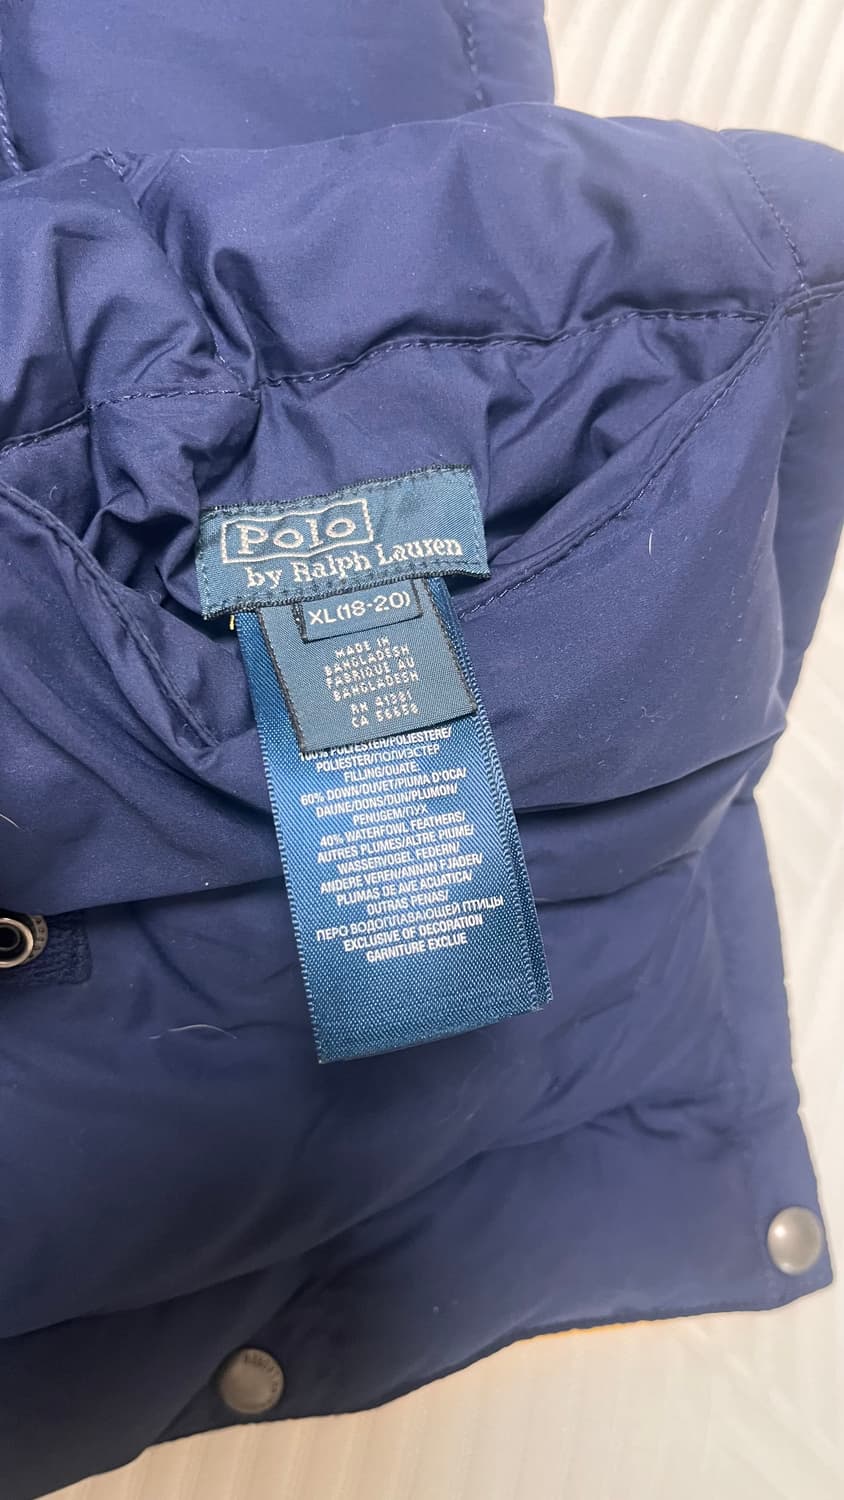 Polo
by Ralph Lauren
XL(18-20)
MADE IN
BANGLADESH
FABRIQUE AU
BANGLADESH
RN 41381
CA 56658
100% POLYESTER/POLIESTERE/
POLIESTER/ПОЛИЭСТЕР
FILLING/OUATE
60% DOWN/DUVET/PIUMA D'OCA/
DAUNE/DONS/DUN/PLUMON/
PENUGEM/ПУХ
40% WATERFOWL FEATHERS/
AUTRES PLUMES/ALTRE PIUME/
WASSERVOGEL FEDERN/
ANDERE VEREN/ANNAN FJADER/
PLUMAS DE AVE ACUATICA/
OUTRAS PENAS/
ПЕРО ВОДОПЛАВАЮЩЕЙ ПТИЦЫ
EXCLUSIVE OF DECORATION
GARNITURE EXCLUE